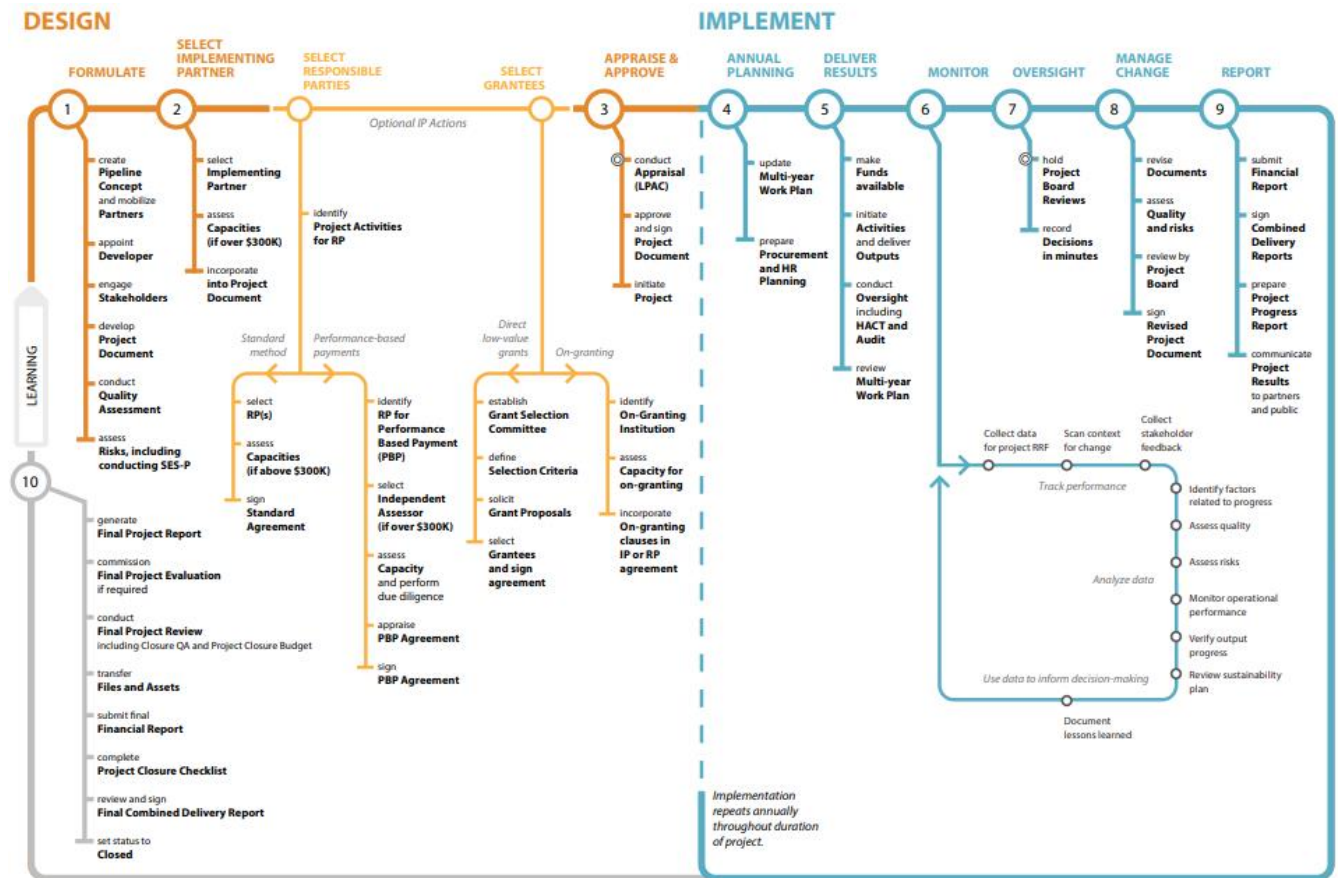 DESIGN
IMPLEMENT
FORMULATE
SELECT
IMPLEMENTING
PARTNER
SELECT
RESPONSIBLE
PARTIES
SELECT
GRANTEES
APPRAISE &
APPROVE
ANNUAL
PLANNING
DELIVER
RESULTS
MONITOR
OVERSIGHT
MANAGE
CHANGE
REPORT
1
2
Optional IP Actions
3
4
5
6
7
8
9
create
Pipeline
Concept
and mobilize
Partners
appoint
Developer
engage
Stakeholders
develop
Project
Document
conduct
Quality
Assessment
assess
Risks, including
conducting SES-P
select
Implementing
Partner
assess
Capacities
(if over $300K)
incorporate
into Project
Document
identify
Project Activities
for RP
Standard
method
Performance-based
payments
select
RP(s)
assess
Capacities
(if above $300K)
sign
Standard
Agreement
identify
RP for
Performance
Based Payment
(PBP)
select
Independent
Assessor
(if over $300K)
assess
Capacity
and perform
due diligence
appraise
PBP Agreement
sign
PBP Agreement
Direct
low-value
grants
On-granting
establish
Grant Selection
Committee
define
Selection Criteria
solicit
Grant Proposals
select
Grantees
and sign
agreement
identify
On-Granting
Institution
assess
Capacity for
on-granting
incorporate
On-granting
clauses in
IP or RP
agreement
conduct
Appraisal
(LPAC)
approve
and sign
Project
Document
initiate
Project
update
Multi-year
Work Plan
prepare
Procurement
and HR
Planning
make
Funds
available
initiate
Activities
and deliver
Outputs
conduct
Oversight
including
HACT and
Audit
review
Multi-year
Work Plan
hold
Project
Board
Reviews
record
Decisions
in minutes
revise
Documents
assess
Quality
and risks
review by
Project
Board
sign
Revised
Project
Document
submit
Financial
Report
sign
Combined
Delivery
Reports
prepare
Project
Progress
Report
communicate
Project
Results
to partners
and public
Collect data
for project RRF
Scan context
for change
Collect
stakeholder
feedback
Track performance
Identify factors
related to progress
Assess quality
Assess risks
Analyze data
Monitor operational
performance
Verify output
progress
Review sustainability
plan
Use data to inform decision-making
Document
lessons learned
Implementation
repeats annually
throughout duration
of project.
LEARNING
10
generate
Final Project Report
commission
Final Project Evaluation
if required
conduct
Final Project Review
including Closure QA and Project Closure Budget
transfer
Files and Assets
submit final
Financial Report
complete
Project Closure Checklist
review and sign
Final Combined Delivery Report
set status to
Closed